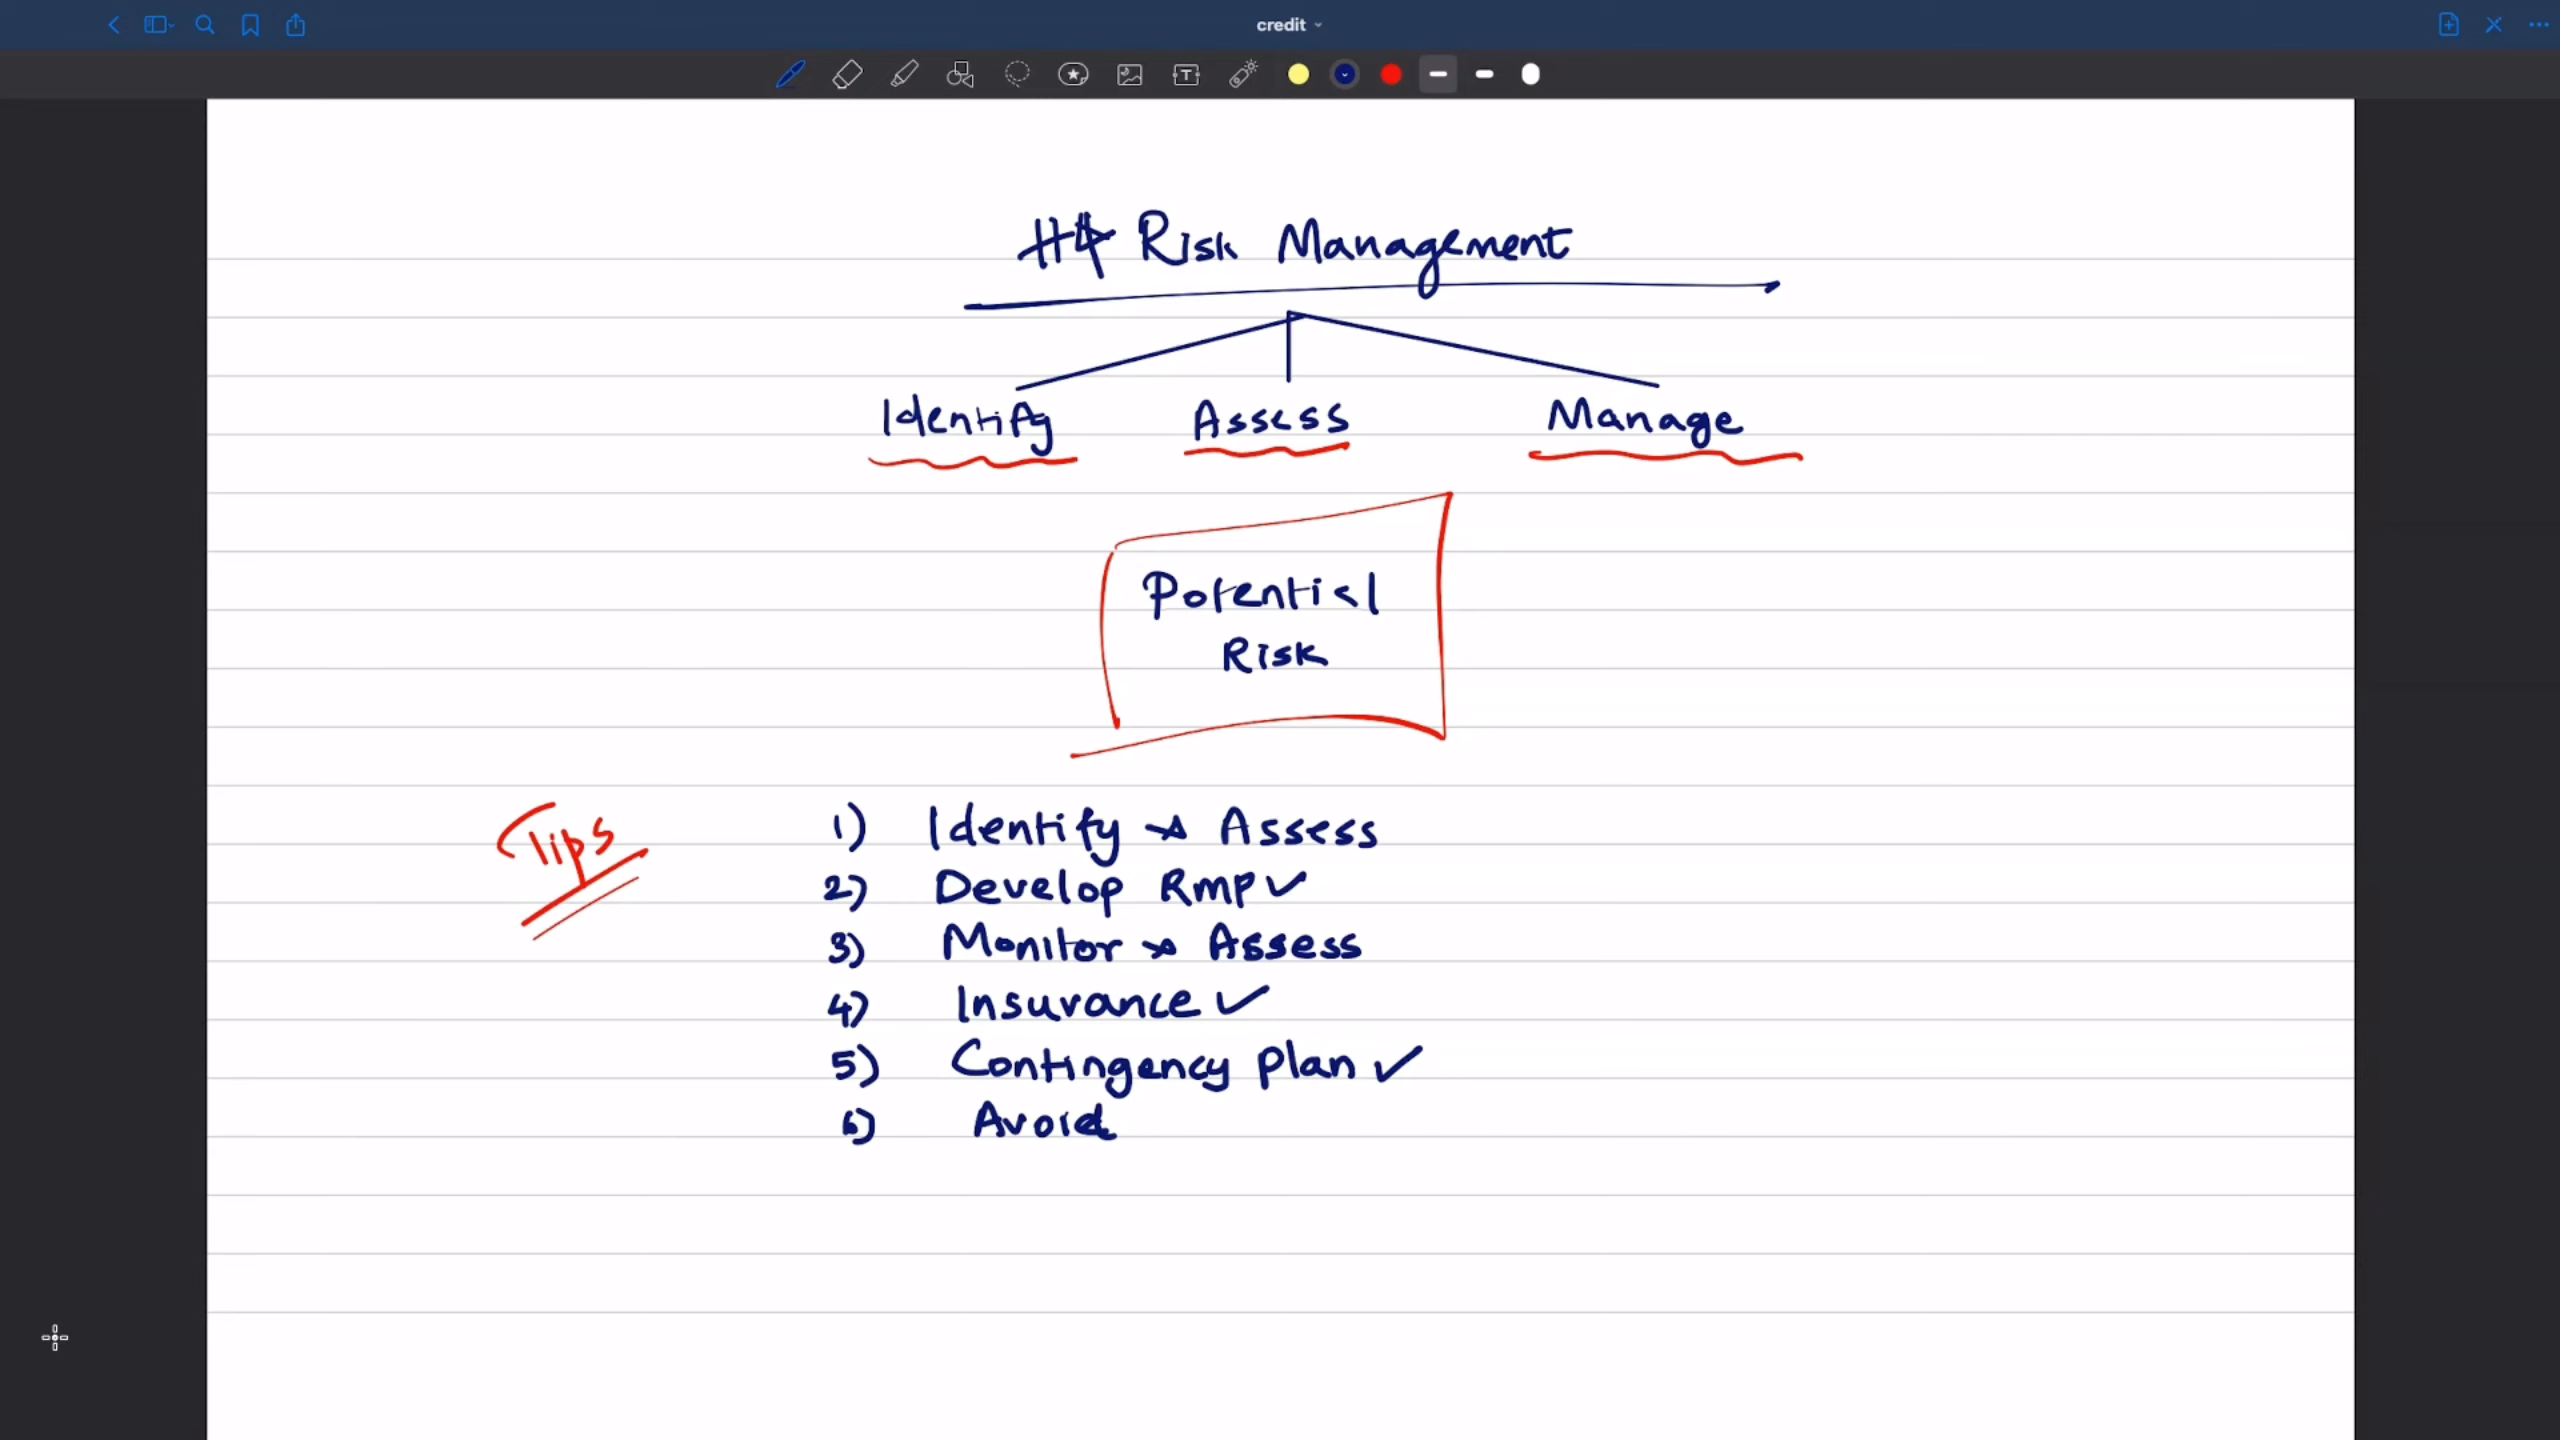 credit
#4 Risk Management
Identify Assess Manage
Potential
Risk
Tips
1) Identify & Assess
2) Develop RMP ✓
3) Monitor & Assess
4) Insurance ✓
5) Contingency plan ✓
6) Avoid